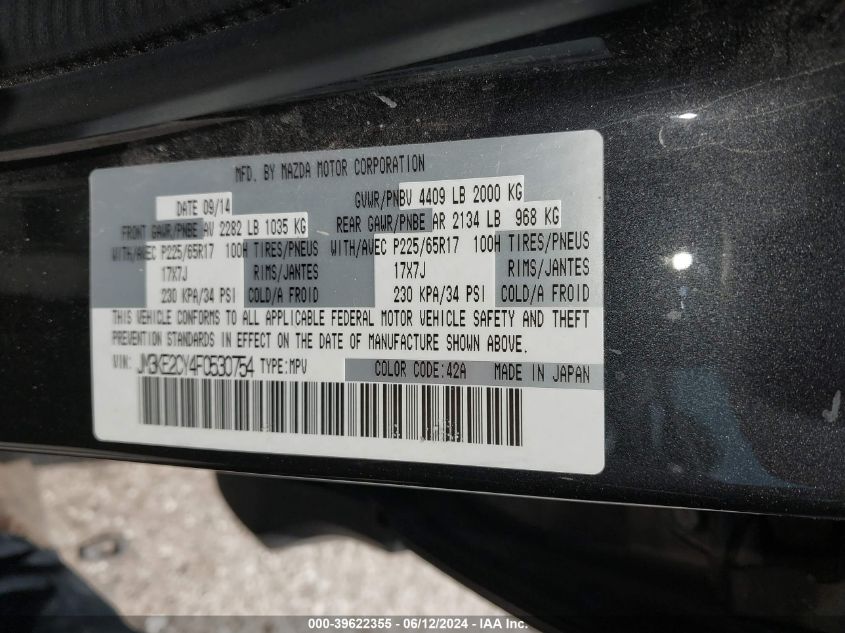 MFD. BY MAZDA MOTOR CORPORATION
DATE 09/14 GVWR/PNBV 4409 LB 2000 KG
FRONT GAWR/PNBE AV 2282 LB 1035 KG REAR GAWR/PNBE AR 2134 LB 968 KG
WITH/AVEC P225/65R17 100H TIRES/PNEUS WITH/AVEC P225/65R17 100H TIRES/PNEUS
17X7J RIMS/JANTES 17X7J RIMS/JANTES
230 KPA/34 PSI COLD/A FROID 230 KPA/34 PSI COLD/A FROID
THIS VEHICLE CONFORMS TO ALL APPLICABLE FEDERAL MOTOR VEHICLE SAFETY AND THEFT
PREVENTION STANDARDS IN EFFECT ON THE DATE OF MANUFACTURE SHOWN ABOVE.
VIN: JM3KE2CY4F0530754 TYPE:MPV COLOR CODE:42A MADE IN JAPAN
000-39622355 - 06/12/2024 - IAA Inc.